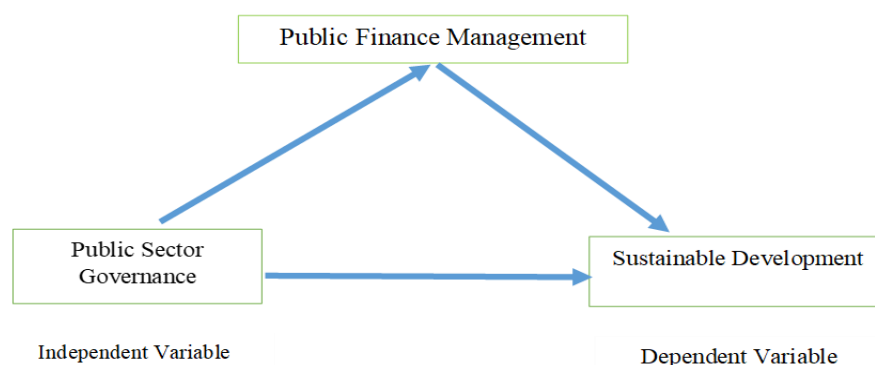 Public Finance Management
Public Sector
Governance
Sustainable Development
Independent Variable
Dependent Variable